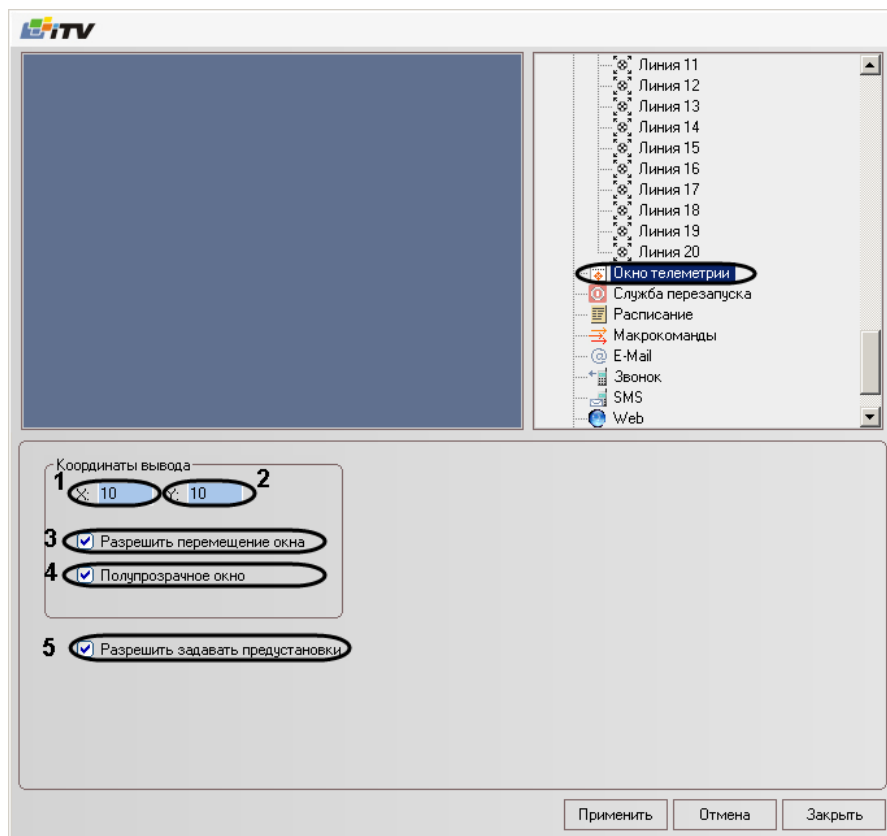 iTV
Линия 11
Линия 12
Линия 13
Линия 14
Линия 15
Линия 16
Линия 17
Линия 18
Линия 19
Линия 20
Окно телеметрии
Служба перезапуска
Расписание
Макрокоманды
E-Mail
Звонок
SMS
Web
Координаты вывода
1 X: 10 Y: 10 2
3 Разрешить перемещение окна
4 Полупрозрачное окно
5 Разрешить задавать предустановки
Применить Отмена Закрыть